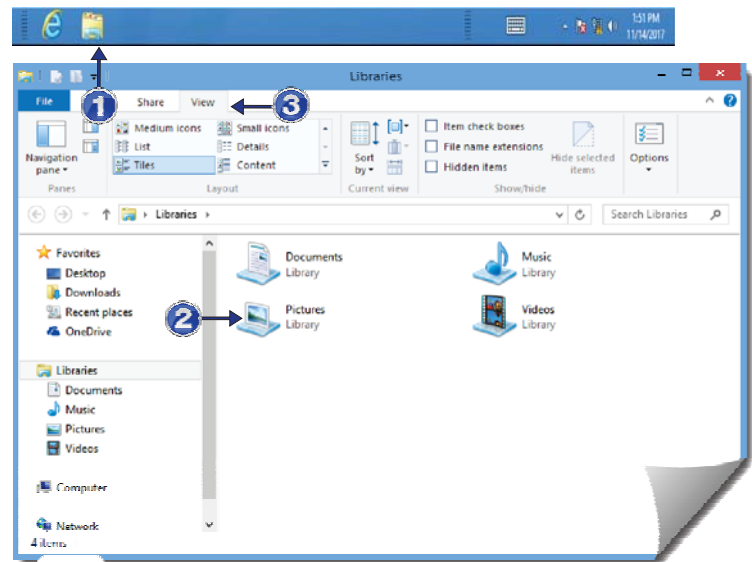 1:51 PM
11/14/2017
1
Libraries
File
Share
View
3
Navigation pane
Medium icons
Small icons
List
Details
Tiles
Content
Sort by
Item check boxes
File name extensions
Hidden items
Hide selected items
Options
Panes
Layout
Current view
Show/hide
Libraries
Search Libraries
Favorites
Desktop
Downloads
Recent places
OneDrive
Libraries
Documents
Music
Pictures
Videos
Computer
Network
4 items
Documents
Library
Music
Library
2
Pictures
Library
Videos
Library